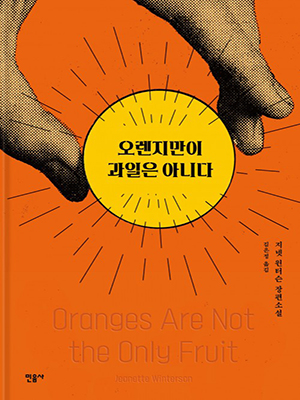 오렌지만이
과일은 아니다
지넷 윈터슨 장편소설
김은정 옮김
Oranges Are Not
the Only Fruit
Jeanette Winterson
민음사